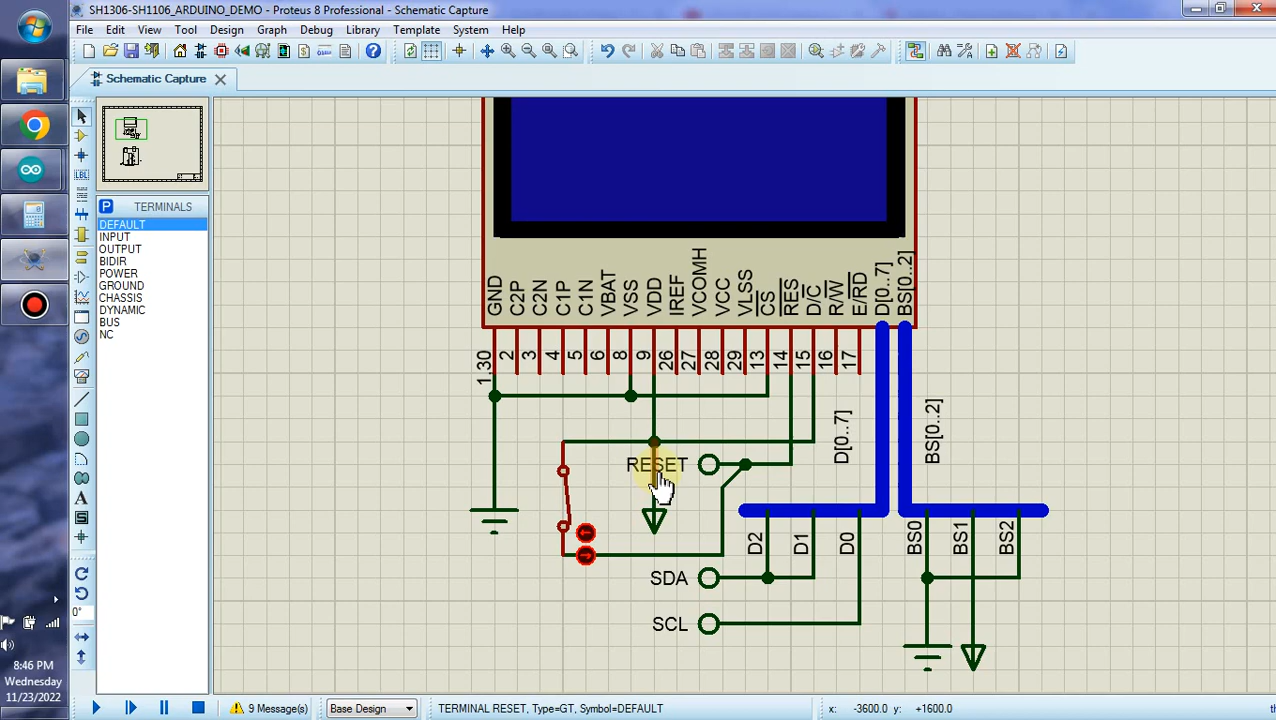 SH1306-SH1106_ARDUINO_DEMO - Proteus 8 Professional - Schematic Capture
File Edit View Tool Design Graph Debug Library Template System Help
Schematic Capture
P TERMINALS
DEFAULT
INPUT
OUTPUT
BIDIR
POWER
GROUND
CHASSIS
DYNAMIC
BUS
NC
LBL
A
0°
GND C2P C2N C1P C1N VBAT VSS VDD IREF VCOMH VCC VLSS CS RES D/C R/W E/RD D[0..7] BS[0..2]
1,30 2 3 4 5 6 7 8 9 26 27 28 29 13 14 15 16 17
D[0..7] BS[0..2]
RESET
D2 D1 D0 BS0 BS1 BS2
SDA
SCL
8:46 PM
Wednesday
11/23/2022
9 Message(s) Base Design TERMINAL RESET, Type=GT, Symbol=DEFAULT x: -3600.0 y: +1600.0 th